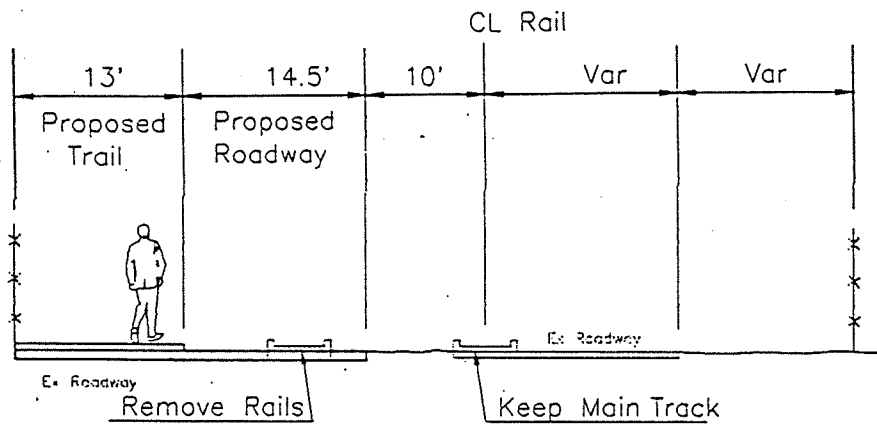 CL Rail
13' 14.5' 10' Var Var
Proposed Trail
Proposed Roadway
Ex Roadway
Ex Roadway
Remove Rails
Keep Main Track